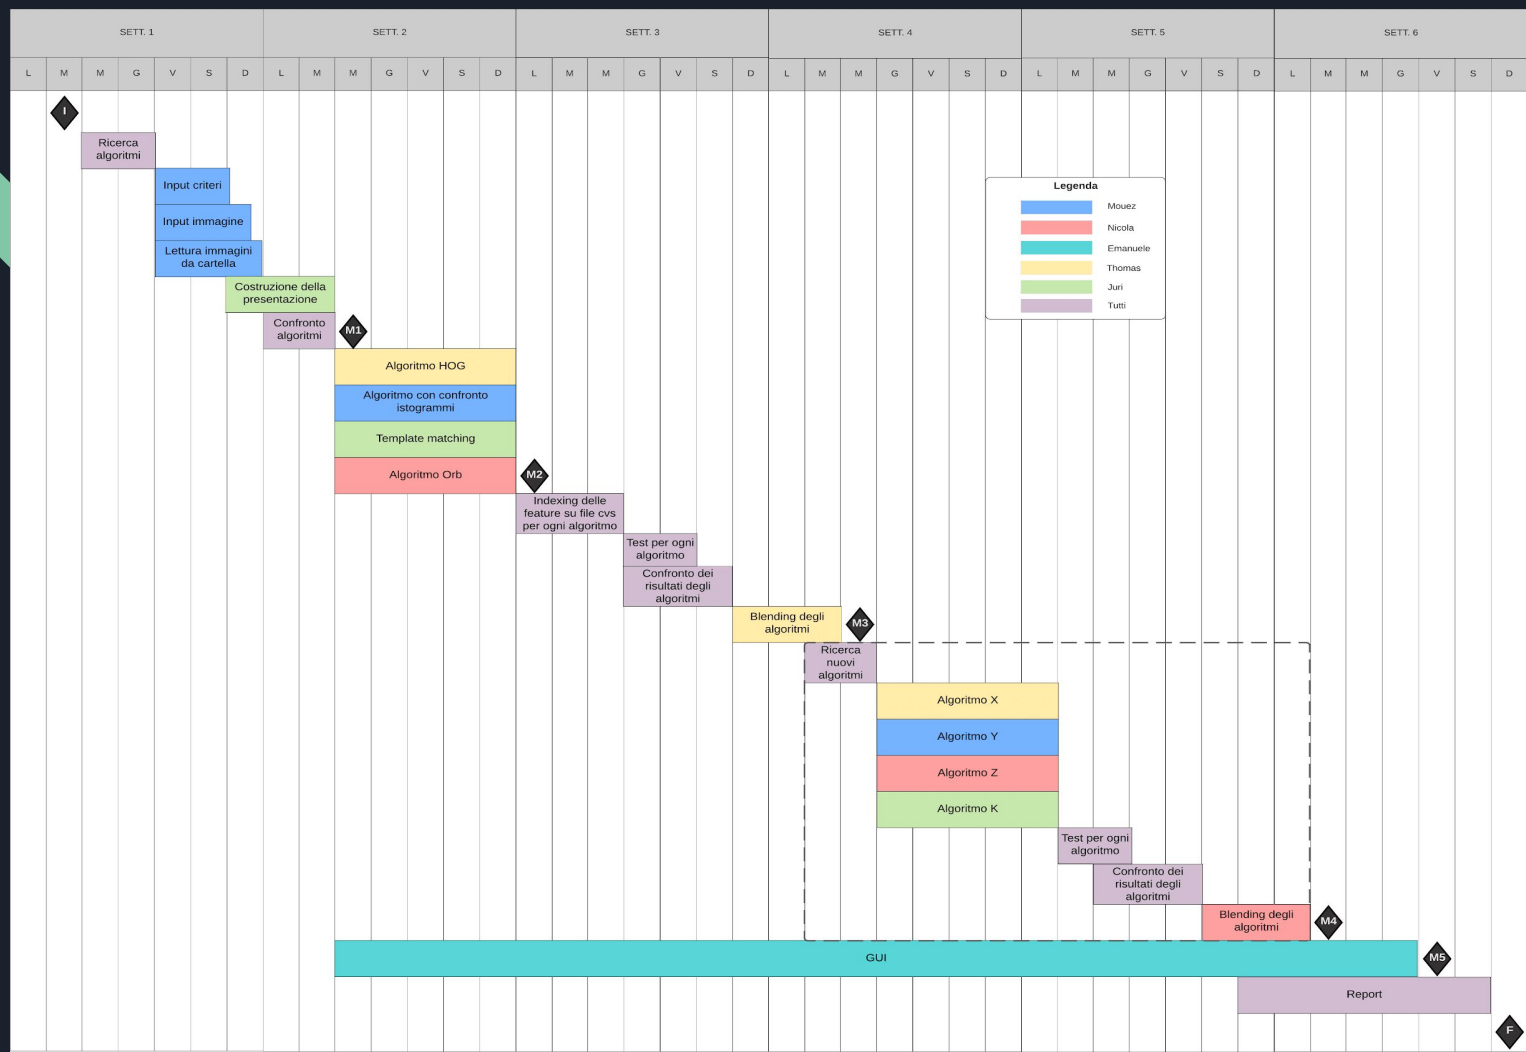 SETT. 1 SETT. 2 SETT. 3 SETT. 4 SETT. 5 SETT. 6
L M M G V S D L M M G V S D L M M G V S D L M M G V S D L M M G V S D L M M G V S D
I
Ricerca
algoritmi
Input criteri
Input immagine
Lettura immagini
da cartella
Costruzione della
presentazione
Confronto
algoritmi
M1
Legenda
Mouez
Nicola
Emanuele
Thomas
Juri
Tutti
Algoritmo HOG
Algoritmo con confronto
istogrammi
Template matching
Algoritmo Orb
M2
Indexing delle
feature su file cvs
per ogni algoritmo
Test per ogni
algoritmo
Confronto dei
risultati degli
algoritmi
Blending degli
algoritmi
M3
Ricerca
nuovi
algoritmi
Algoritmo X
Algoritmo Y
Algoritmo Z
Algoritmo K
Test per ogni
algoritmo
Confronto dei
risultati degli
algoritmi
Blending degli
algoritmi
M4
GUI
M5
Report
F